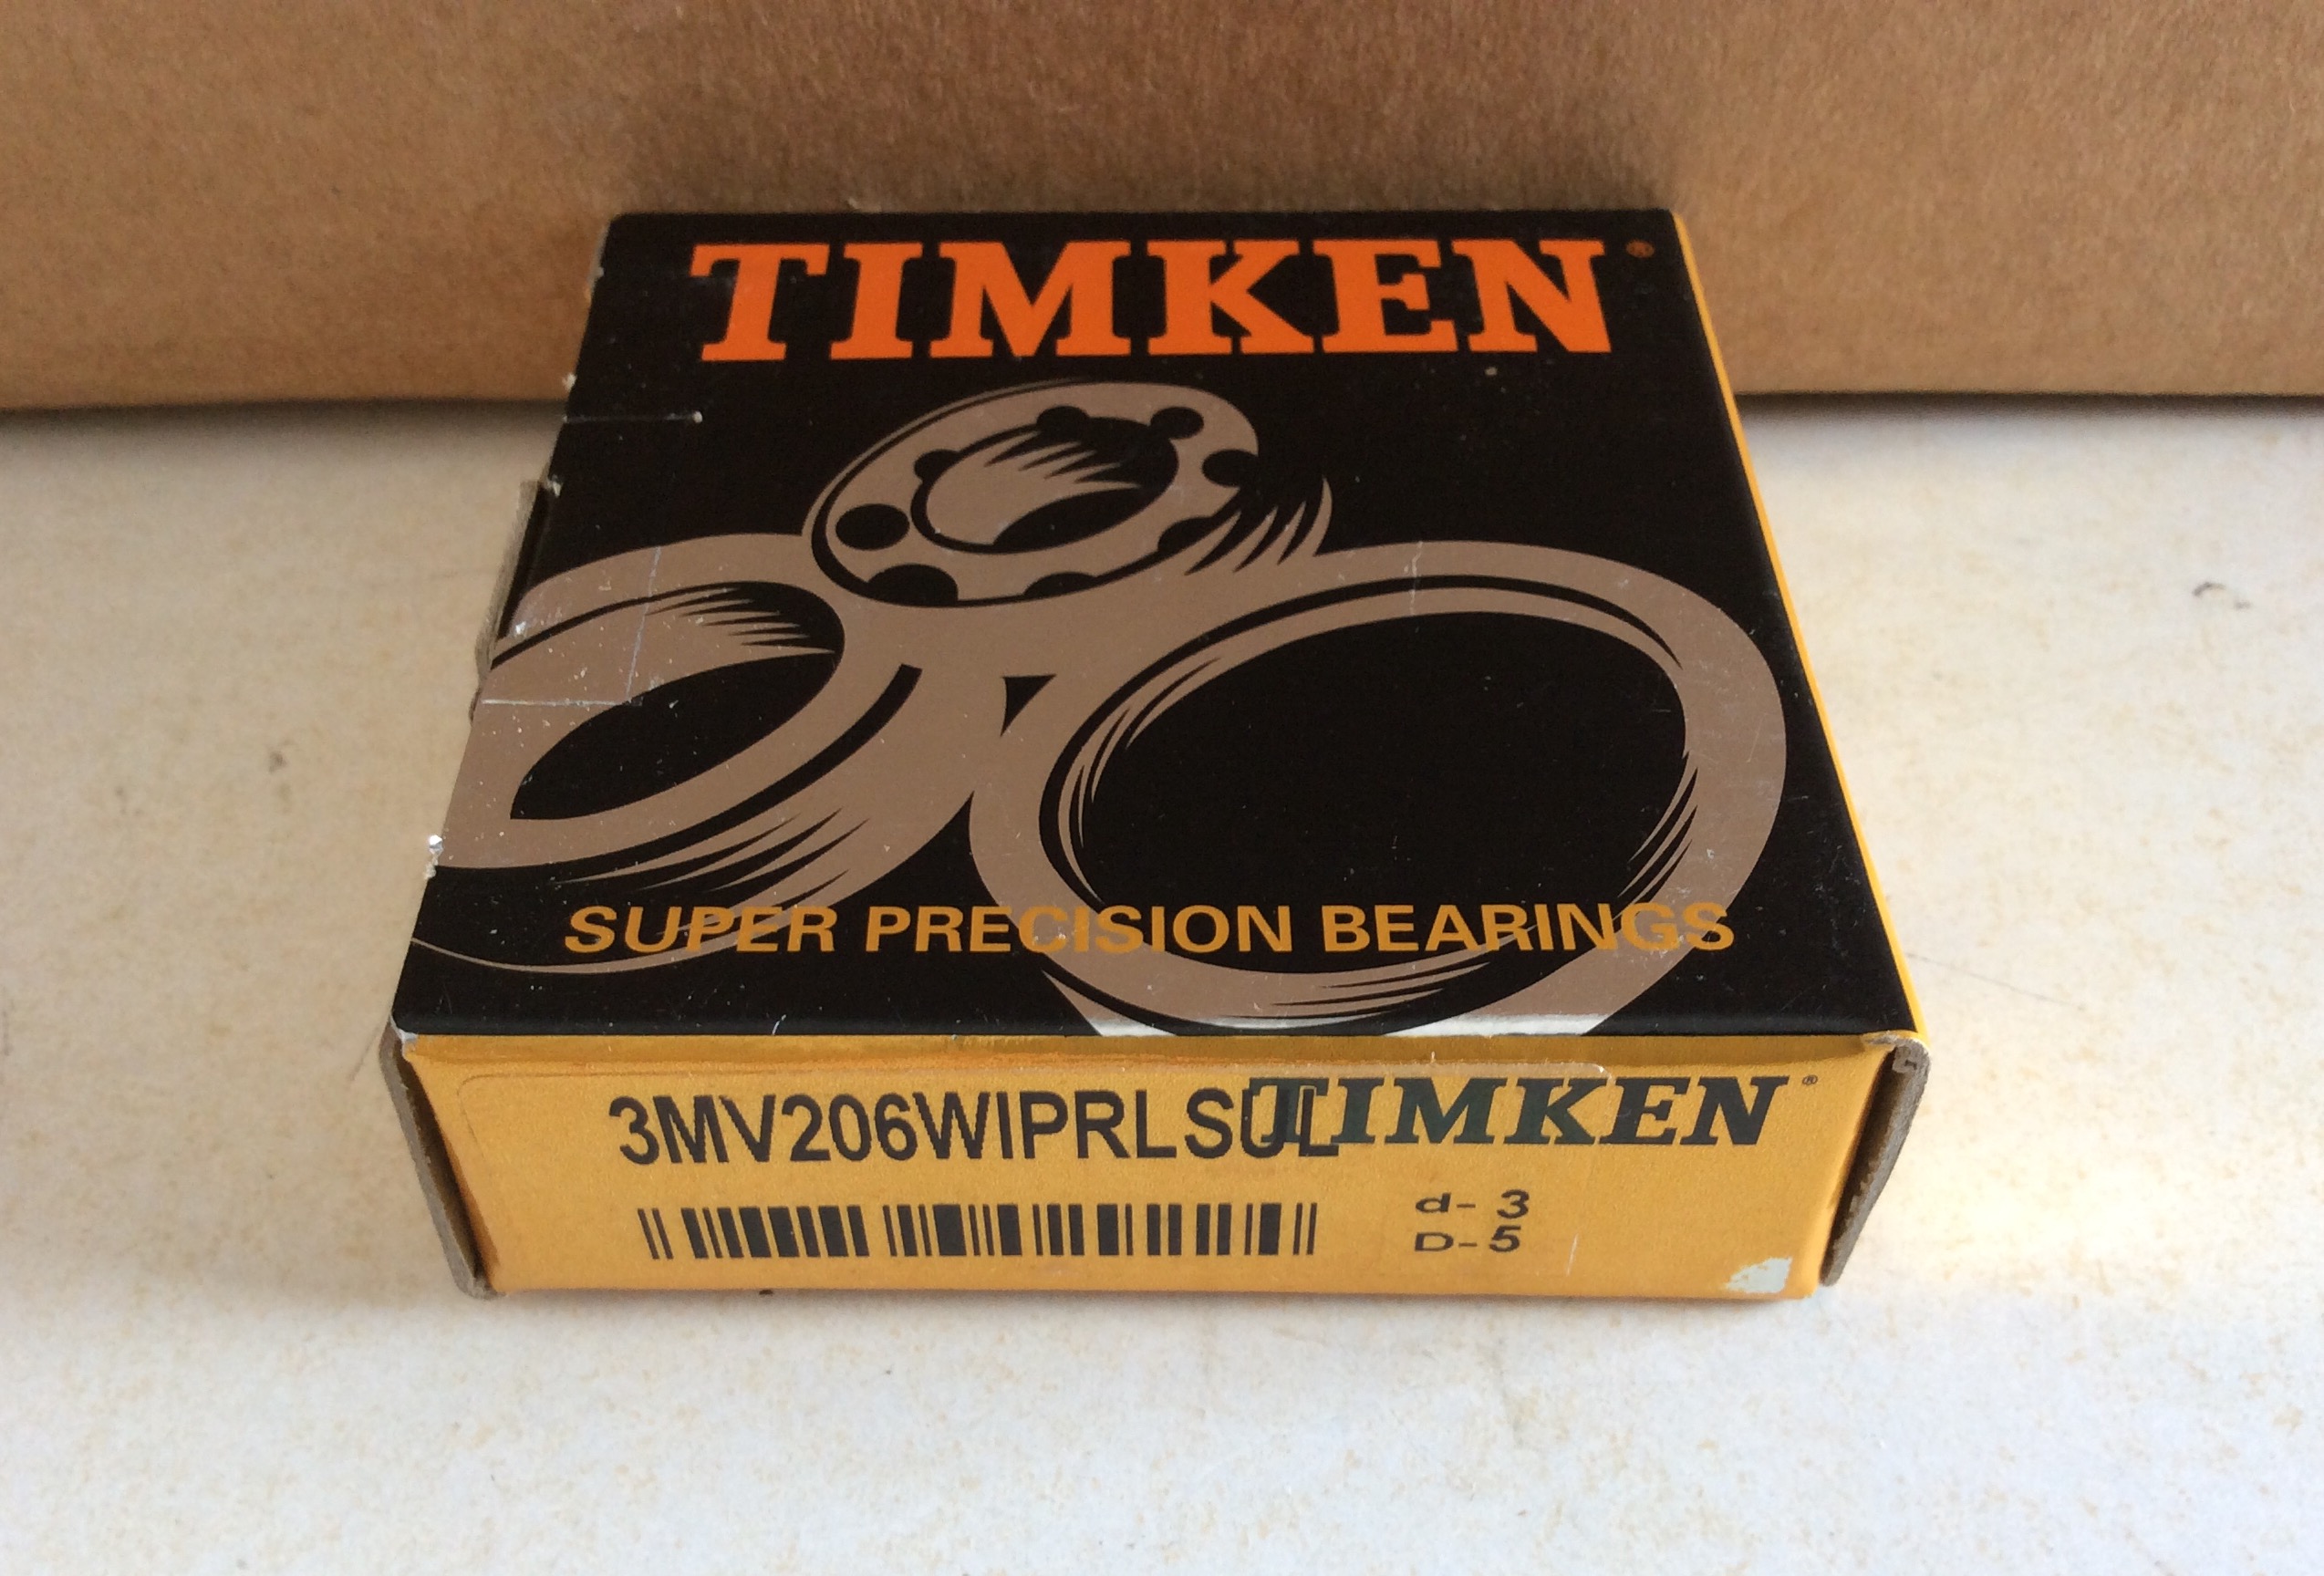 TIMKEN®
SUPER PRECISION BEARINGS
3MV206WIPRLSUL
TIMKEN®
d- 3
D-5